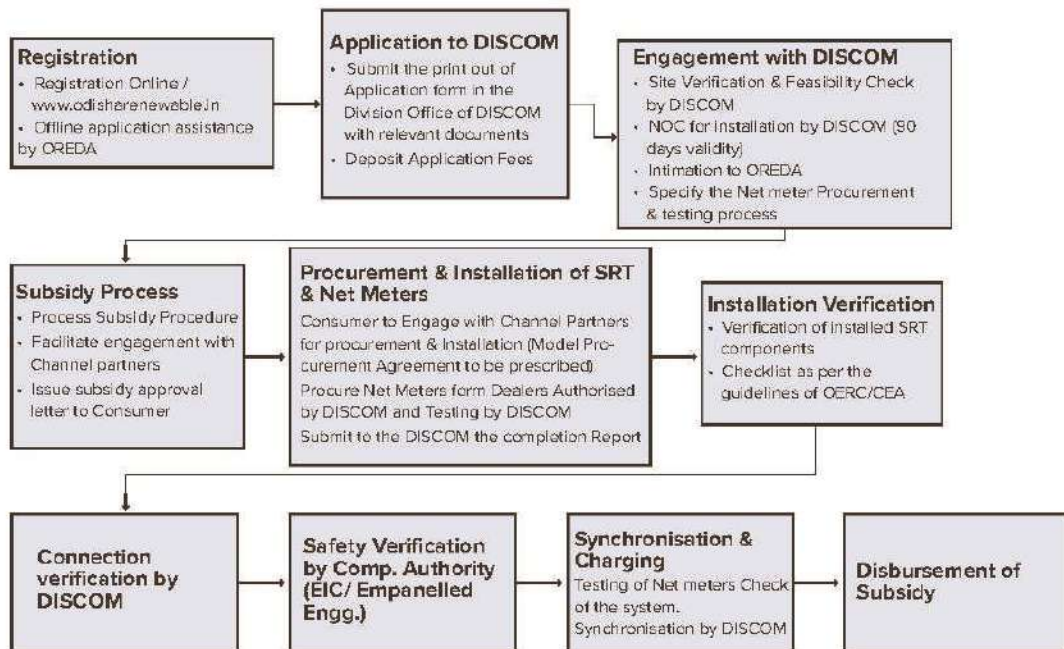 Registration
• Registration Online /
www.odisharenewable.in
• Offline application assistance
by OREDA
Application to DISCOM
• Submit the print out of
Application form in the
Division Office of DISCOM
with relevant documents
• Deposit Application Fees
Engagement with DISCOM
• Site Verification & Feasibility Check
by DISCOM
• NOC for Installation by DISCOM (90
days validity)
• Intimation to OREDA
• Specify the Net meter Procurement
& testing process
Subsidy Process
• Process Subsidy Procedure
• Facilitate engagement with
Channel partners
• Issue subsidy approval
letter to Consumer
Procurement & Installation of SRT
& Net Meters
Consumer to Engage with Channel Partners
for procurement & Installation (Model Pro-
curement Agreement to be prescribed)
Procure Net Meters form Dealers Authorised
by DISCOM and Testing by DISCOM
Submit to the DISCOM the completion Report
Installation Verification
• Verification of installed SRT
components
• Checklist as per the
guidelines of OERC/CEA
Connection
verification by
DISCOM
Safety Verification
by Comp. Authority
(EIC/ Empanelled
Engg.)
Synchronisation &
Charging
Testing of Net meters Check
of the system.
Synchronisation by DISCOM
Disbursement of
Subsidy